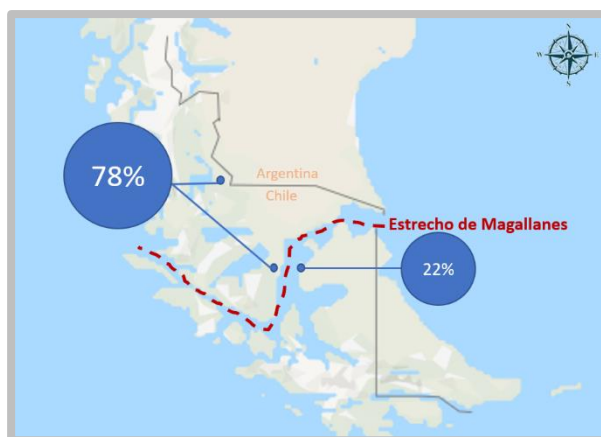 N
W
E
S
78%
Argentina
Chile
Estrecho de Magallanes
22%